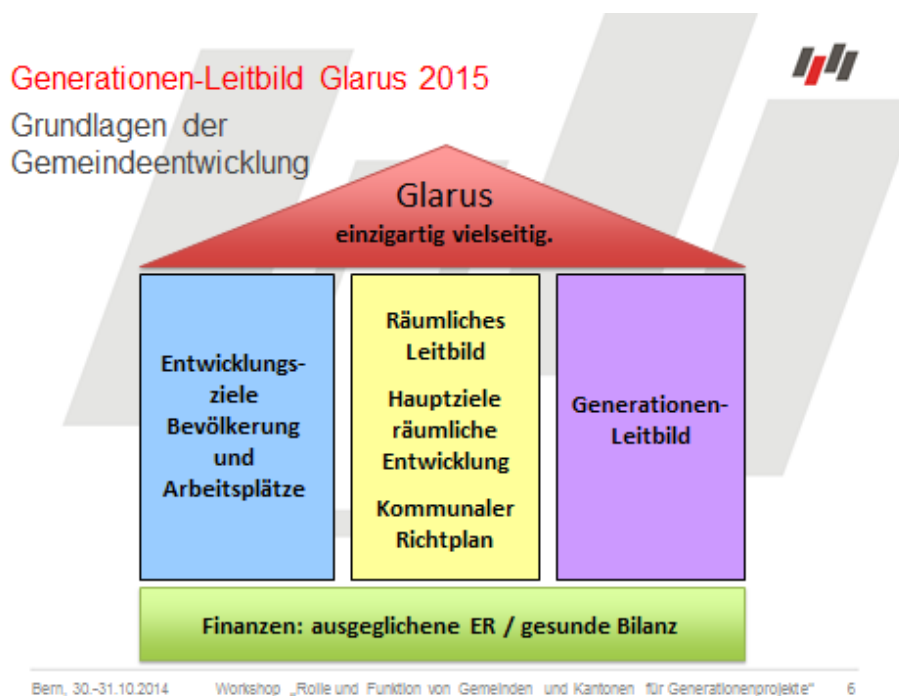 Generationen-Leitbild Glarus 2015
Grundlagen der
Gemeindeentwicklung
Glarus
einzigartig vielseitig.
Entwicklungs-
ziele
Bevölkerung
und
Arbeitsplätze
Räumliches
Leitbild
Hauptziele
räumliche
Entwicklung
Kommunaler
Richtplan
Generationen-
Leitbild
Finanzen: ausgeglichene ER / gesunde Bilanz
Bern, 30.-31.10.2014 Workshop „Rolle und Funktion von Gemeinden und Kantonen für Generationenprojekte" 6